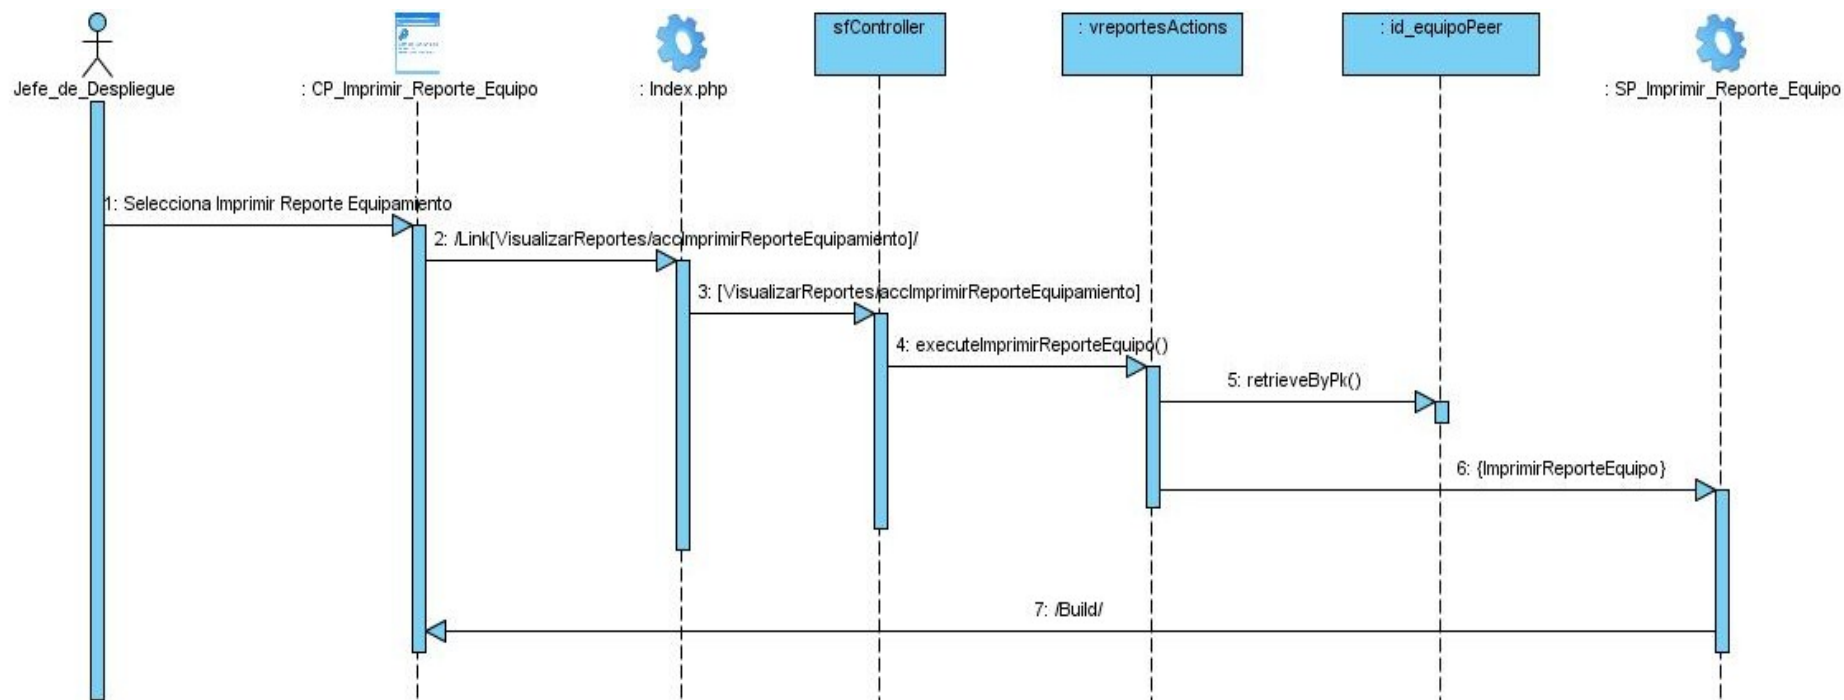 sfController
: vreportesActions
: id_equipoPeer
Jefe_de_Despliegue
: CP_Imprimir_Reporte_Equipo
: Index.php
: SP_Imprimir_Reporte_Equipo
1: Selecciona Imprimir Reporte Equipamiento
2: /Link[VisualizarReportes/accImprimirReporteEquipamiento]/
3: [VisualizarReportes/accImprimirReporteEquipamiento]
4: executeImprimirReporteEquipo()
5: retrieveByPk()
6: {ImprimirReporteEquipo}
7: /Build/